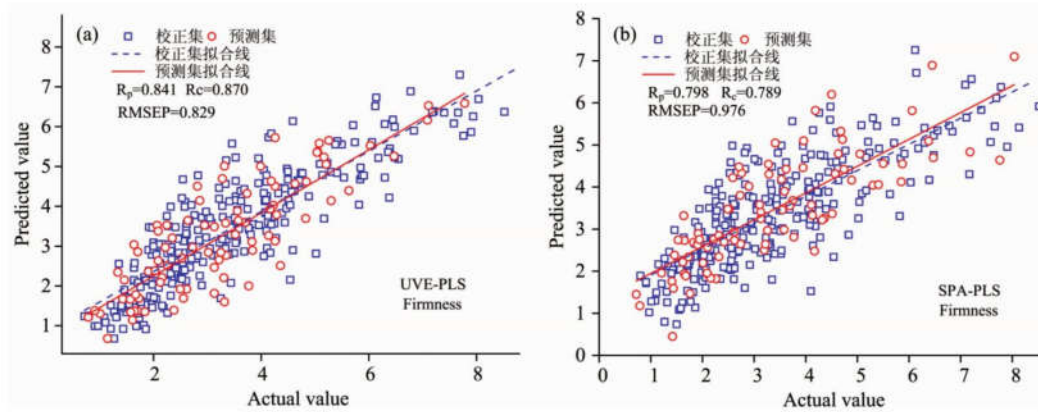 (a)
校正集 预测集
校正集拟合线
预测集拟合线
Rp=0.841 Rc=0.870
RMSEP=0.829
UVE-PLS
Firmness
Predicted value
8
7
6
5
4
3
2
1
2
4
6
8
Actual value
(b)
校正集 预测集
校正集拟合线
预测集拟合线
Rp=0.798 Rc=0.789
RMSEP=0.976
SPA-PLS
Firmness
Predicted value
8
7
6
5
4
3
2
1
0
0 1 2 3 4 5 6 7 8
Actual value